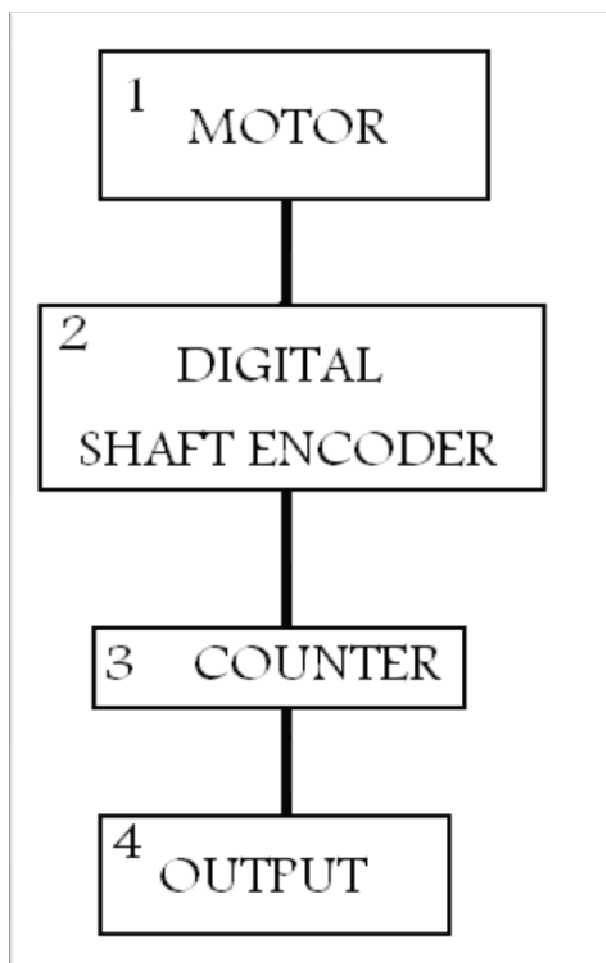 1
MOTOR
2
DIGITAL
SHAFT ENCODER
3 COUNTER
4
OUTPUT